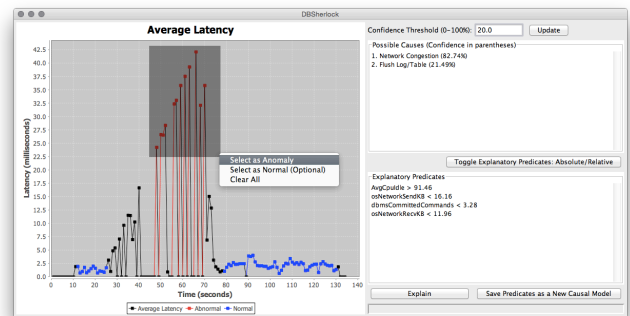 DBSherlock
Average Latency
Confidence Threshold (0-100%): 20.0 Update
Possible Causes (Confidence in parentheses)
1. Network Congestion (82.74%)
2. Flush Log/Table (21.49%)
Latency (milliseconds)
42.5
40.0
37.5
35.0
32.5
30.0
27.5
25.0
22.5
20.0
17.5
15.0
12.5
10.0
7.5
5.0
2.5
0.0
Select as Anomaly
Select as Normal (Optional)
Clear All
Toggle Explanatory Predicates: Absolute/Relative
Explanatory Predicates
AvgCpuIdle > 91.46
osNetworkSendKB < 16.16
dbmsCommittedCommands < 3.28
osNetworkRecvKB < 11.96
0 10 20 30 40 50 60 70 80 90 100 110 120 130 140
Time (seconds)
Average Latency Abnormal Normal
Explain Save Predicates as a New Causal Model